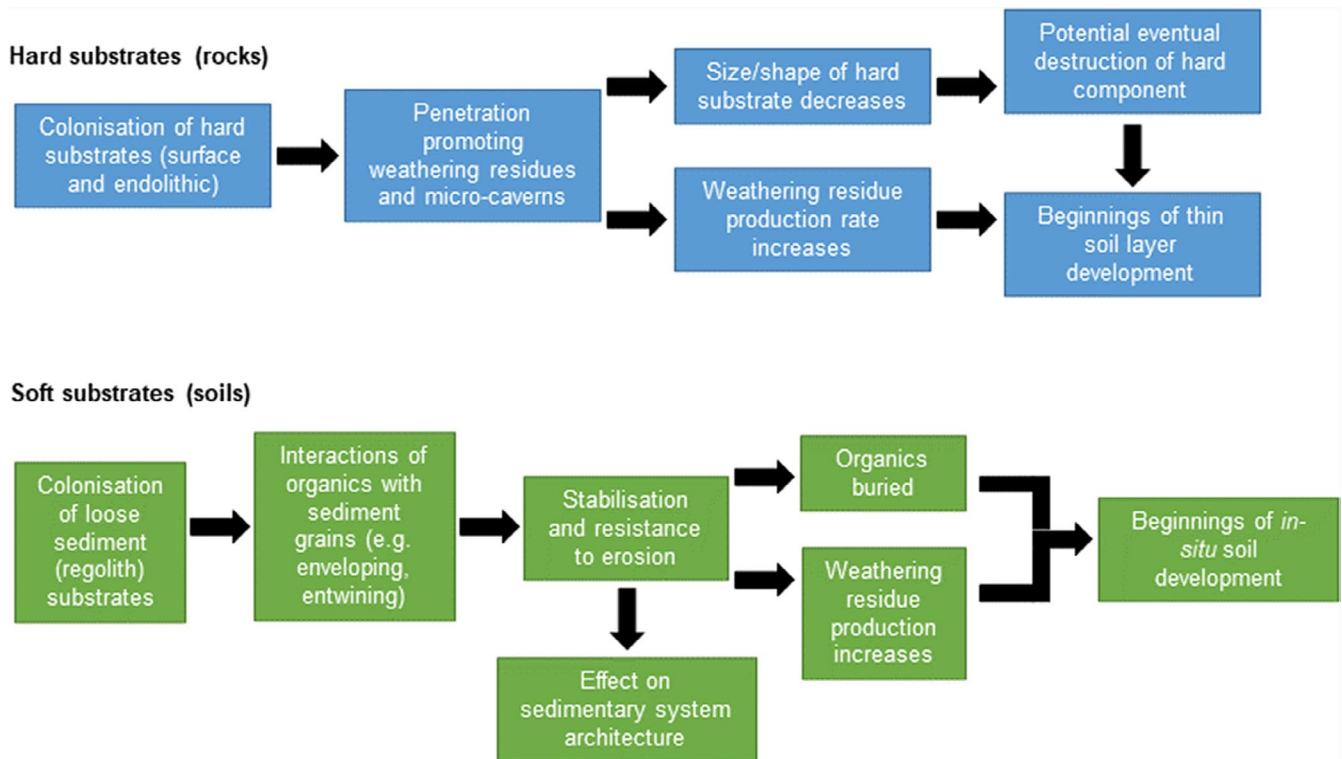 Hard substrates (rocks)
Colonisation of hard
substrates (surface
and endolithic)
Penetration
promoting
weathering residues
and micro-caverns
Size/shape of hard
substrate decreases
Potential eventual
destruction of hard
component
Weathering residue
production rate
increases
Beginnings of thin
soil layer
development
Soft substrates (soils)
Colonisation
of loose
sediment
(regolith)
substrates
Interactions of
organics with
sediment
grains (e.g.
enveloping,
entwining)
Stabilisation
and resistance
to erosion
Organics
buried
Weathering
residue
production
increases
Beginnings of in-
situ soil
development
Effect on
sedimentary system
architecture